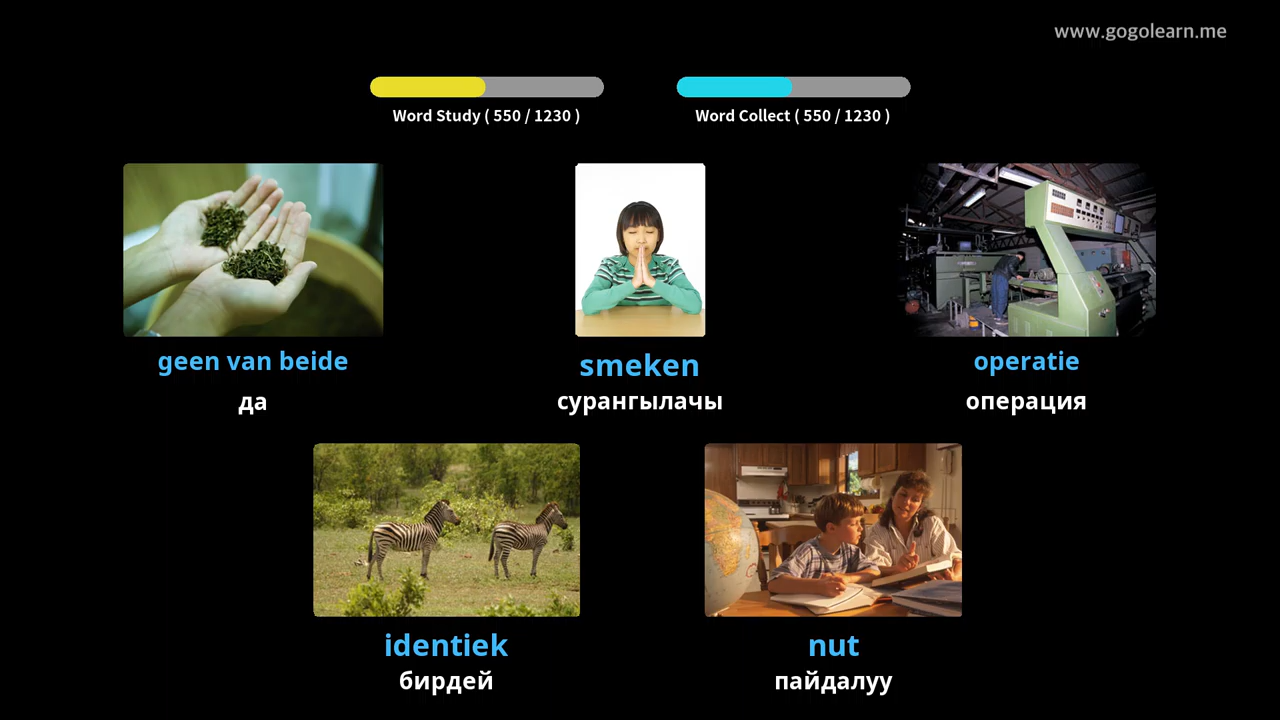 www.gogolearn.me
Word Study ( 550 / 1230 )
Word Collect ( 550 / 1230 )
geen van beide
да
smeken
сурангылачы
operatie
операция
identiek
бирдей
nut
пайдалуу